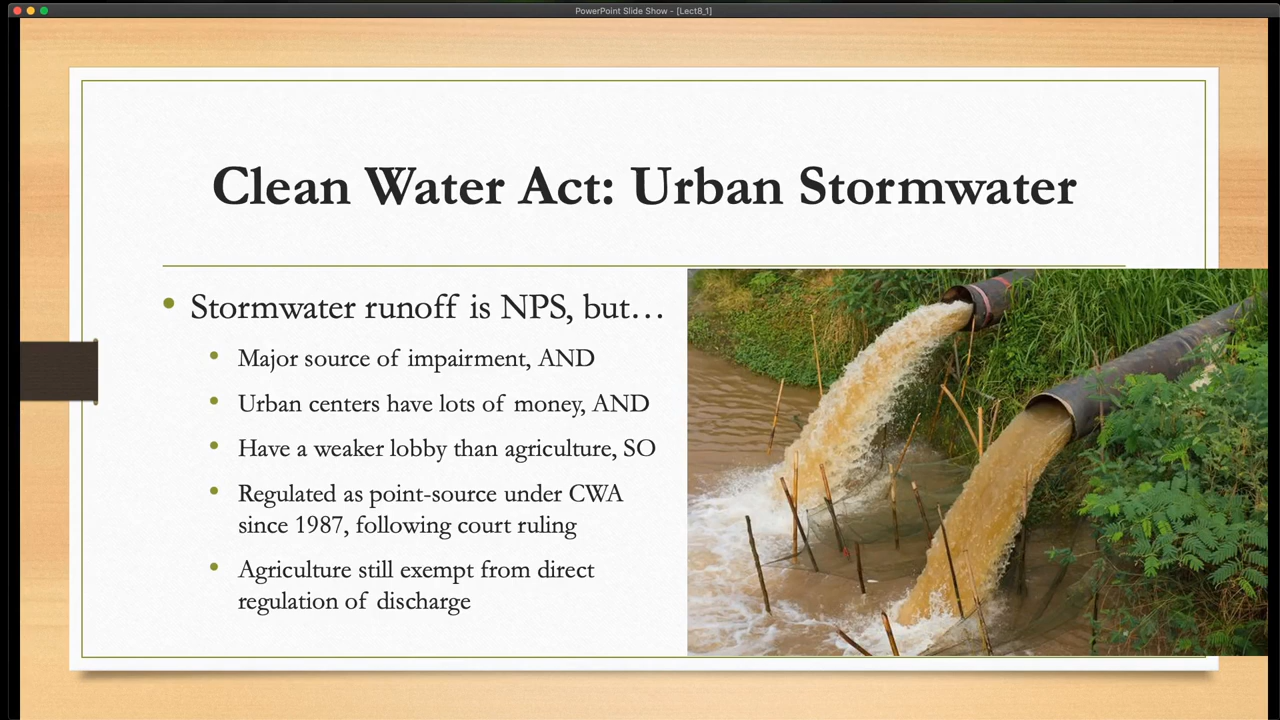 PowerPoint Slide Show - [Lect8_1]
Clean Water Act: Urban Stormwater
• Stormwater runoff is NPS, but…
• Major source of impairment, AND
• Urban centers have lots of money, AND
• Have a weaker lobby than agriculture, SO
• Regulated as point-source under CWA
since 1987, following court ruling
• Agriculture still exempt from direct
regulation of discharge